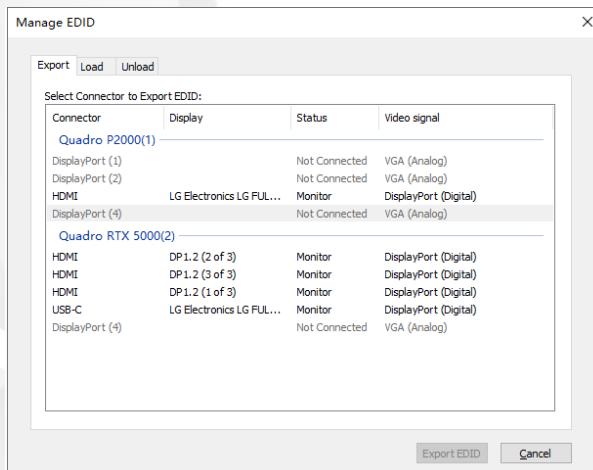 Manage EDID
Export Load Unload
Select Connector to Export EDID:
Connector Display Status Video signal
Quadro P2000(1)
DisplayPort (1) Not Connected VGA (Analog)
DisplayPort (2) Not Connected VGA (Analog)
HDMI LG Electronics LG FUL... Monitor DisplayPort (Digital)
DisplayPort (4) Not Connected VGA (Analog)
Quadro RTX 5000(2)
HDMI DP1.2 (2 of 3) Monitor DisplayPort (Digital)
HDMI DP1.2 (3 of 3) Monitor DisplayPort (Digital)
HDMI DP1.2 (1 of 3) Monitor DisplayPort (Digital)
USB-C LG Electronics LG FUL... Monitor DisplayPort (Digital)
DisplayPort (4) Not Connected VGA (Analog)
Export EDID Cancel